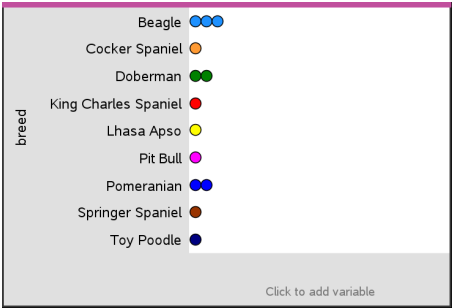 Beagle
Cocker Spaniel
Doberman
King Charles Spaniel
Lhasa Apso
Pit Bull
Pomeranian
Springer Spaniel
Toy Poodle
breed
Click to add variable